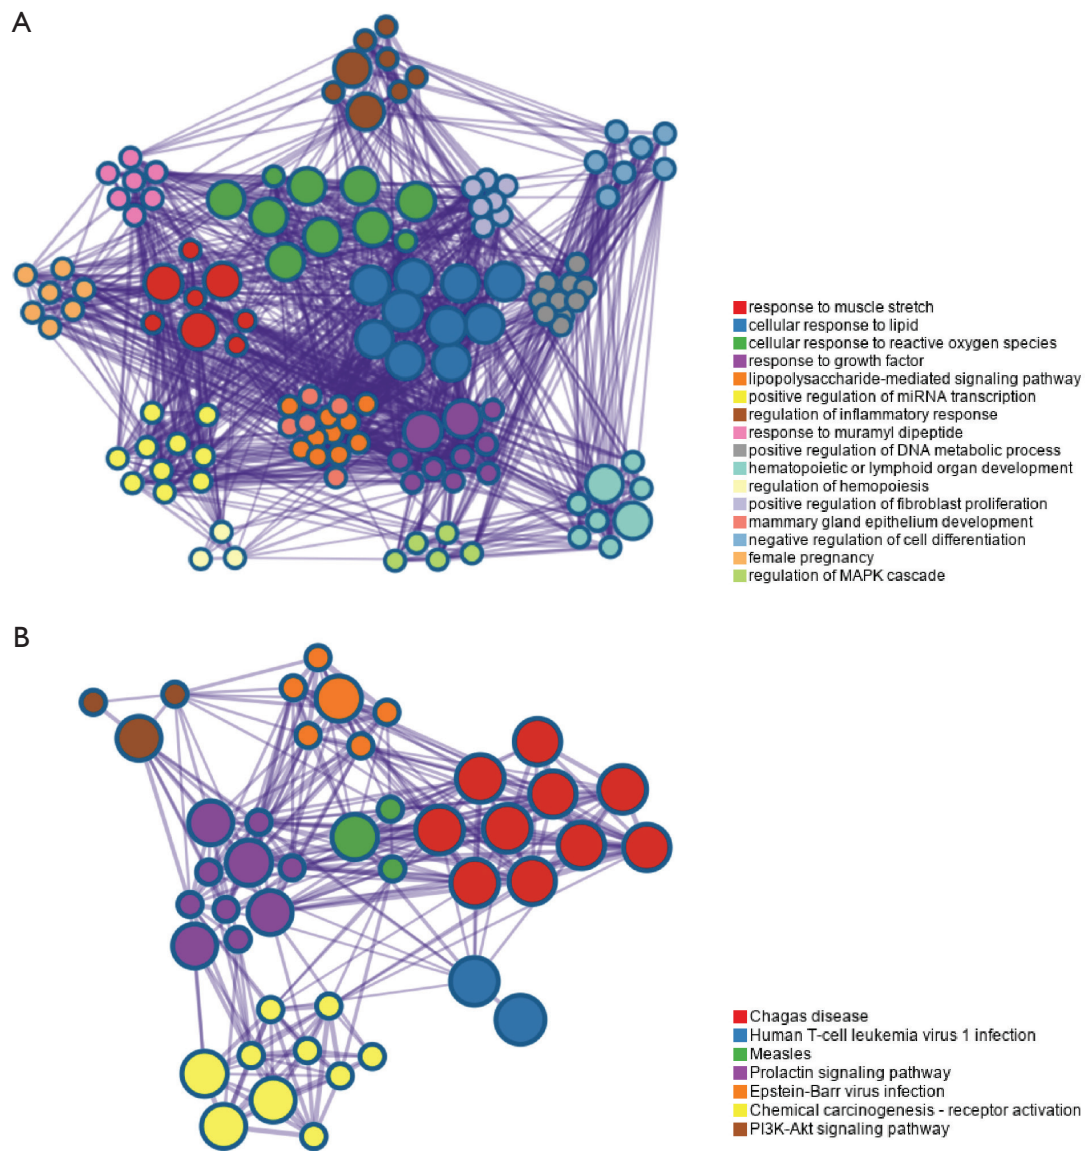 A
response to muscle stretch
cellular response to lipid
cellular response to reactive oxygen species
response to growth factor
lipopolysaccharide-mediated signaling pathway
positive regulation of miRNA transcription
regulation of inflammatory response
response to muramyl dipeptide
positive regulation of DNA metabolic process
hematopoietic or lymphoid organ development
regulation of hemopoiesis
positive regulation of fibroblast proliferation
mammary gland epithelium development
negative regulation of cell differentiation
female pregnancy
regulation of MAPK cascade
B
Chagas disease
Human T-cell leukemia virus 1 infection
Measles
Prolactin signaling pathway
Epstein-Barr virus infection
Chemical carcinogenesis - receptor activation
PI3K-Akt signaling pathway